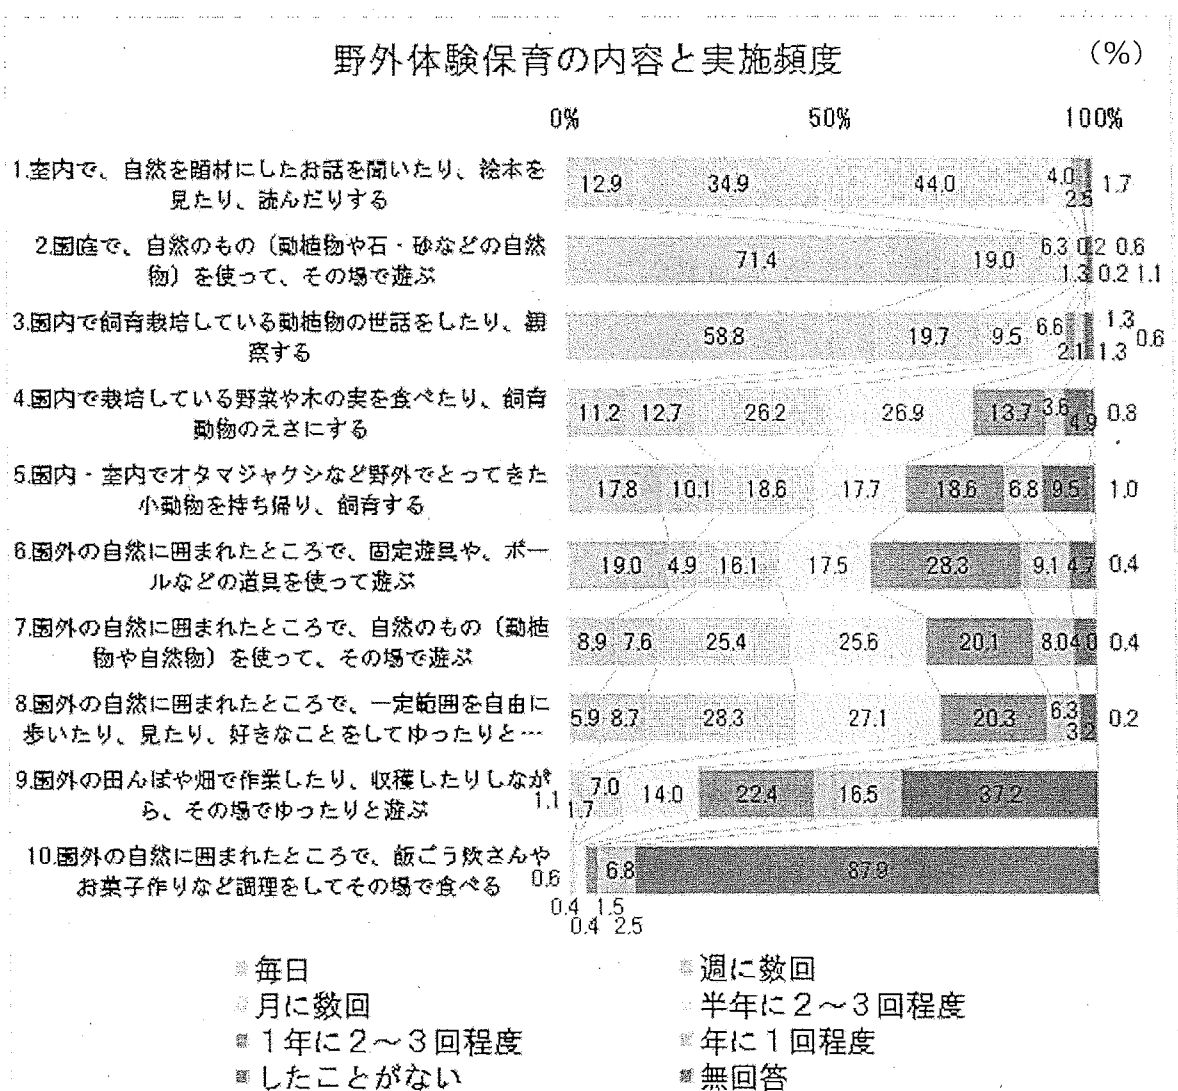 野外体験保育の内容と実施頻度
(%)
0% 50% 100%
1.室内で、自然を題材にしたお話を聞いたり、絵本を
見たり、読んだりする
12.9 34.9 44.0 4.0 1.7
2.園庭で、自然のもの（動植物や石・砂などの自然
物）を使って、その場で遊ぶ
71.4 19.0 6.3 0.2 0.6
1.3 0.2 1.1
3.園内で飼育栽培している動植物の世話をしたり、観
察する
58.8 19.7 9.5 6.6 1.3
2.1 1.3 0.6
4.園内で栽培している野菜や木の実を食べたり、飼育
動物のえさにする
11.2 12.7 26.2 26.9 13.7 3.6 4.9 0.8
5.園内・室内でオタマジャクシなど野外でとってきた
小動物を持ち帰り、飼育する
17.8 10.1 18.6 17.7 18.6 6.8 9.5 1.0
6.園外の自然に囲まれたところで、固定遊具や、ボー
ルなどの道具を使って遊ぶ
19.0 4.9 16.1 17.5 28.3 9.1 4.7 0.4
7.園外の自然に囲まれたところで、自然のもの（動植
物や自然物）を使って、その場で遊ぶ
8.9 7.6 25.4 25.6 20.1 8.0 4.0 0.4
8.園外の自然に囲まれたところで、一定範囲を自由に
歩いたり、見たり、好きなことをしてゆったりと…
5.9 8.7 28.3 27.1 20.3 6.3 3.2 0.2
9.園外の田んぼや畑で作業したり、収穫したりしなが
ら、その場でゆったりと遊ぶ
1.1 1.7 7.0 14.0 22.4 16.5 37.2
10.園外の自然に囲まれたところで、飯ごう炊さんや
お菓子作りなど調理をしてその場で食べる
0.6 6.8 87.9
0.4 1.5
0.4 2.5
毎日 週に数回
月に数回 半年に２～３回程度
１年に２～３回程度 年に１回程度
したことがない 無回答